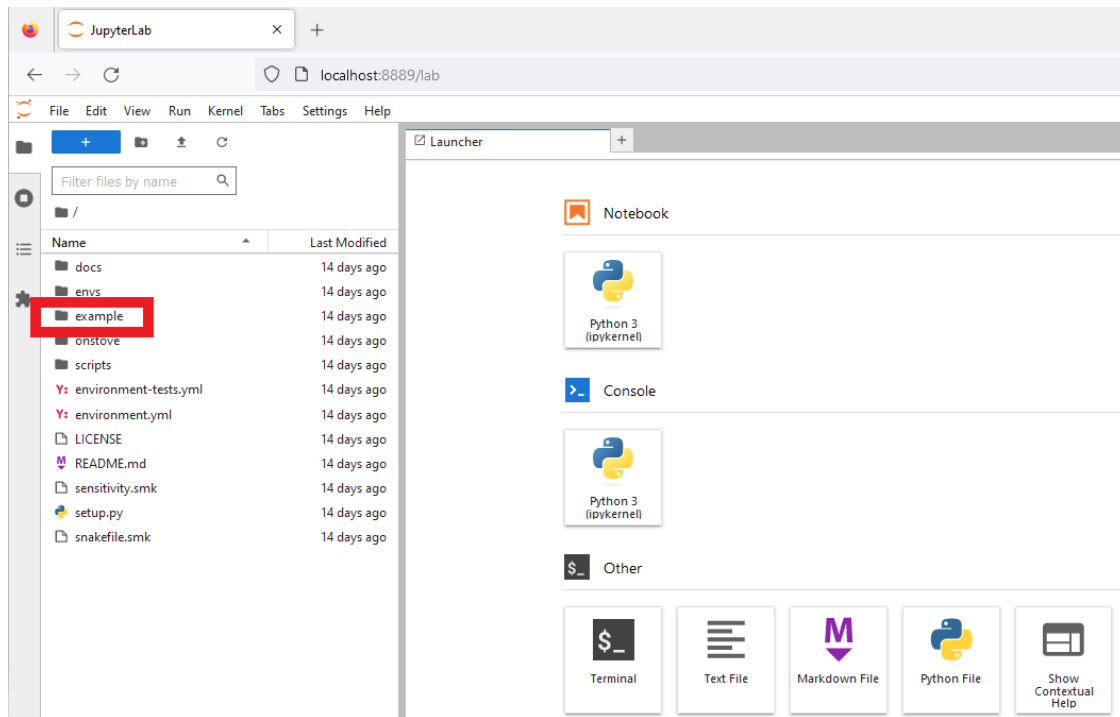 JupyterLab
localhost:8889/lab
File Edit View Run Kernel Tabs Settings Help
Launcher
Filter files by name
/
Name Last Modified
docs 14 days ago
envs 14 days ago
example 14 days ago
onstove 14 days ago
scripts 14 days ago
Y: environment-tests.yml 14 days ago
Y: environment.yml 14 days ago
LICENSE 14 days ago
README.md 14 days ago
sensitivity.smk 14 days ago
setup.py 14 days ago
snakefile.smk 14 days ago
Notebook
Python 3
(ipykernel)
>_ Console
Python 3
(ipykernel)
$_ Other
$_
M
Terminal Text File Markdown File Python File Show
Contextual
Help